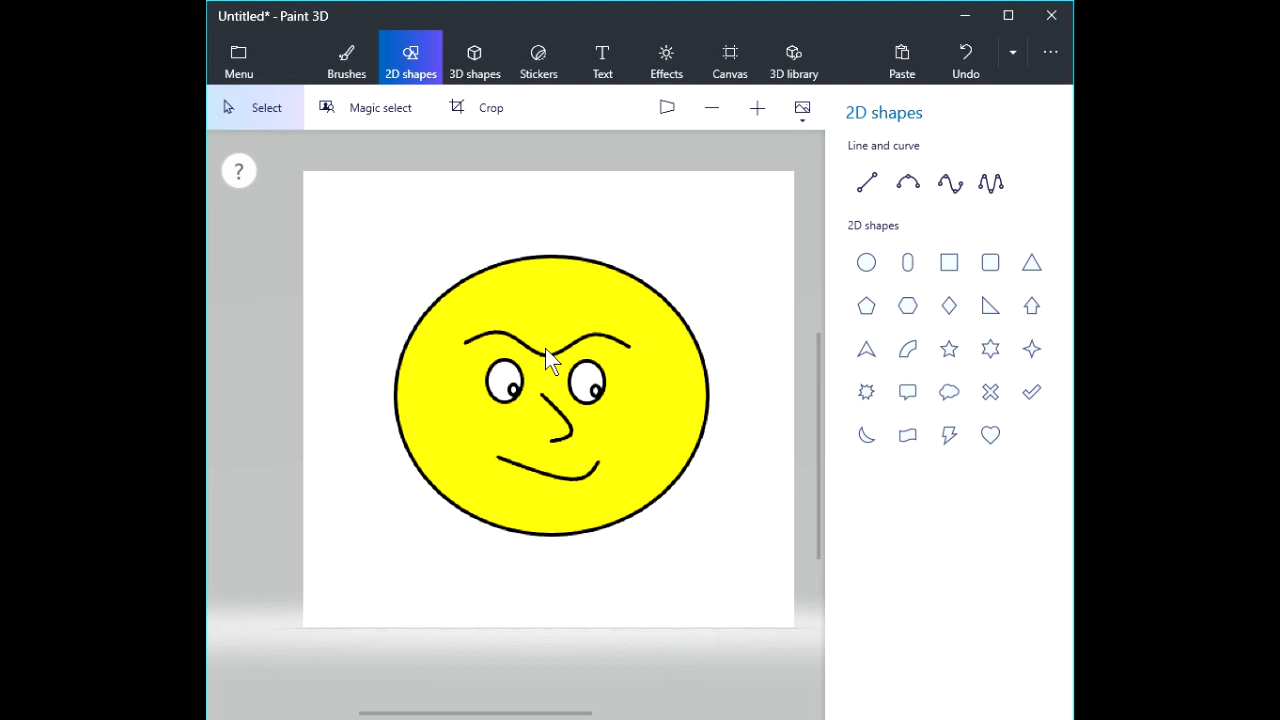 Untitled* - Paint 3D
Menu
Brushes
2D shapes
3D shapes
Stickers
Text
Effects
Canvas
3D library
Paste
Undo
Select
Magic select
Crop
?
2D shapes
Line and curve
2D shapes